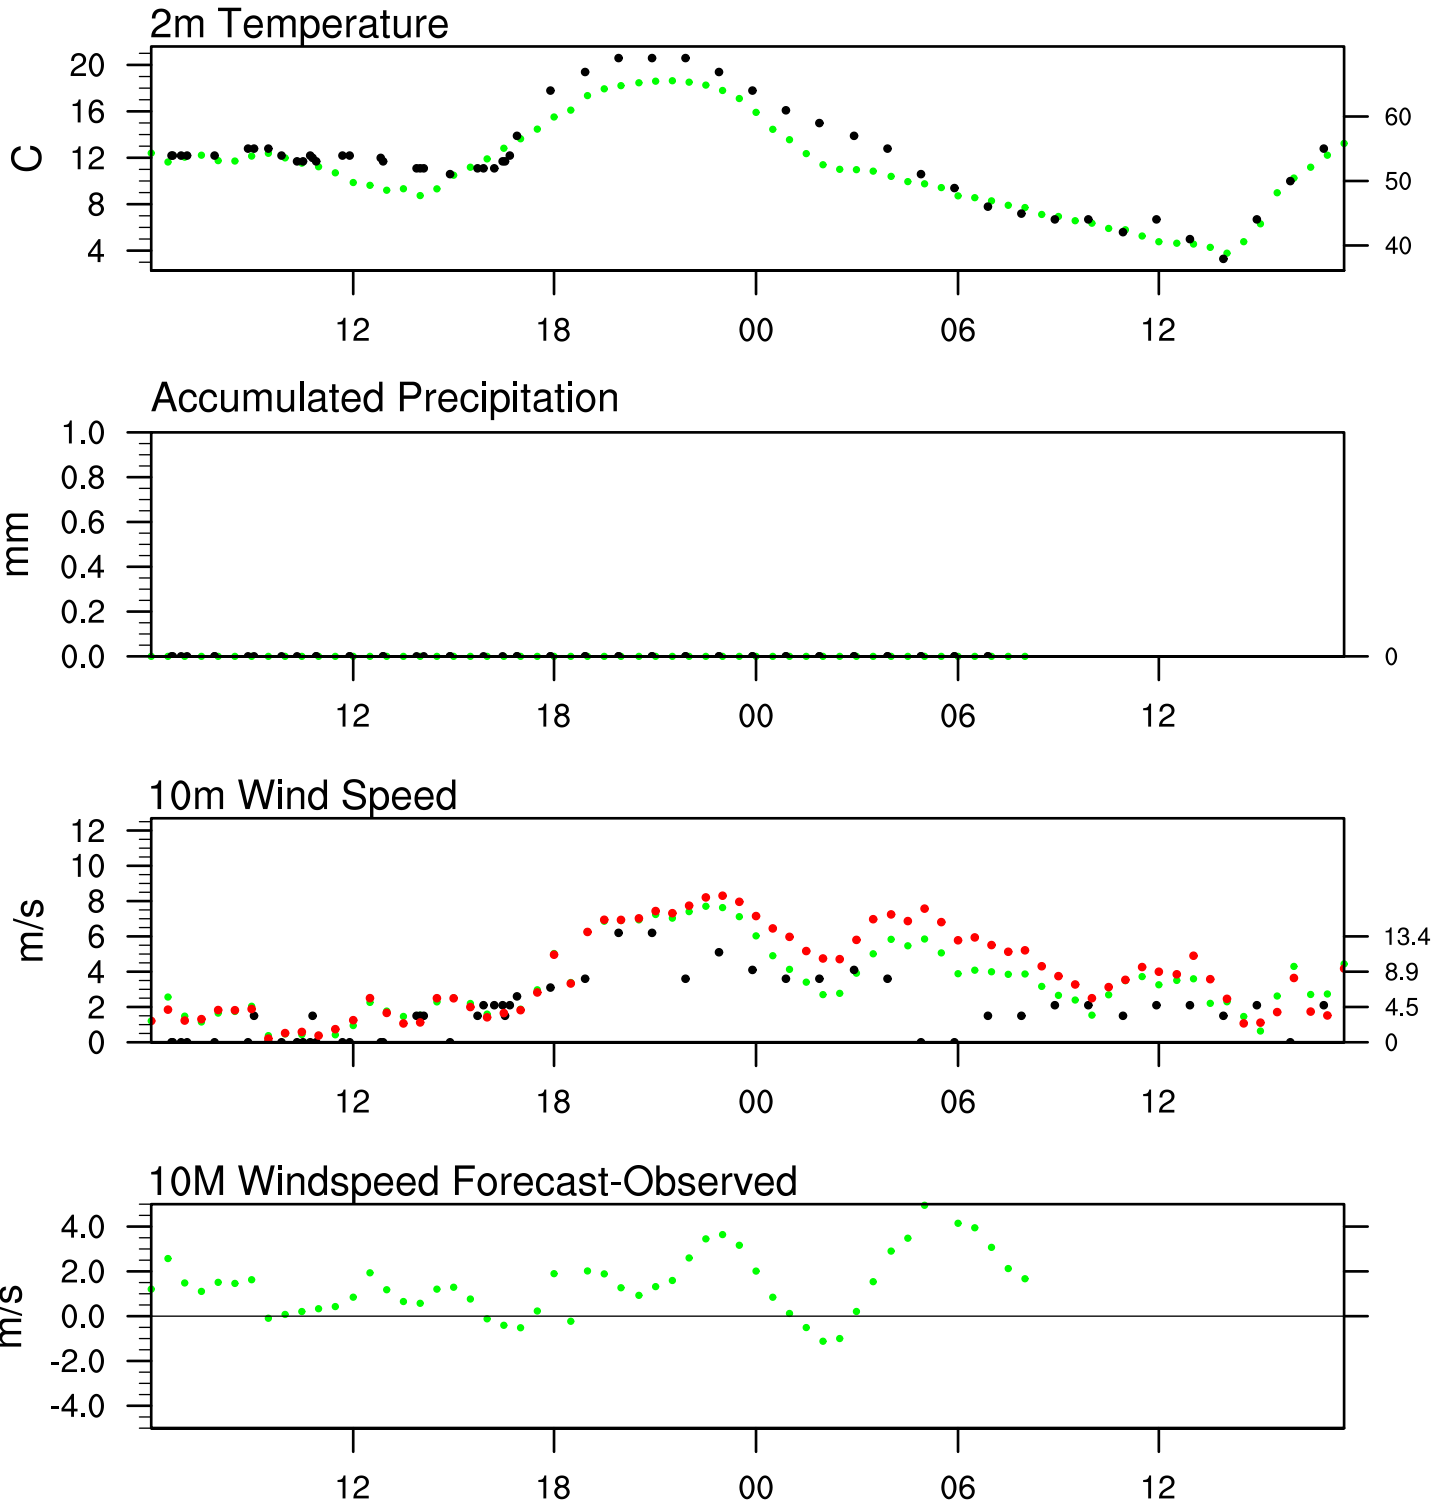 2m Temperature
20
16
12
8
4
C
60
50
40
12 18 00 06 12
Accumulated Precipitation
1.0
0.8
0.6
0.4
0.2
0.0
mm
0
12 18 00 06 12
10m Wind Speed
12
10
8
6
4
2
0
m/s
13.4
8.9
4.5
0
12 18 00 06 12
10M Windspeed Forecast-Observed
4.0
2.0
0.0
-2.0
-4.0
m/s
12 18 00 06 12